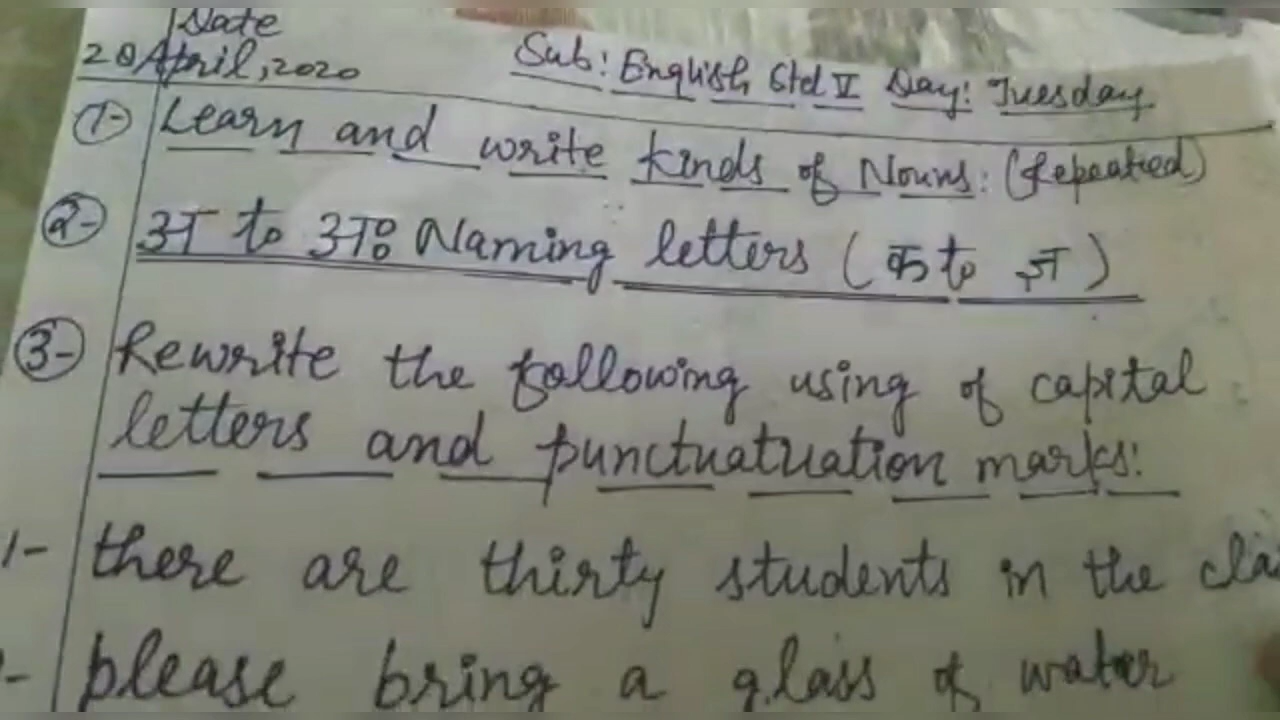 Date
28 April, 2020 Sub: English Std V Day: Tuesday
1- Learn and write kinds of Nouns: (Repeated)
2- अ to अः Naming letters (क to ज्ञ)
3- Rewrite the following using of capital
letters and punctuatuation marks:
1- there are thirty students in the cla
- please bring a glass of water